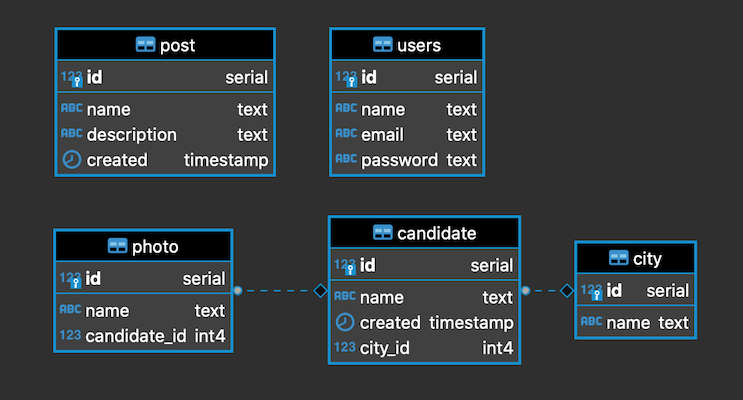 post
123 id serial
ABC name text
ABC description text
created timestamp
users
123 id serial
ABC name text
ABC email text
ABC password text
photo
123 id serial
ABC name text
123 candidate_id int4
candidate
123 id serial
ABC name text
created timestamp
123 city_id int4
city
123 id serial
ABC name text